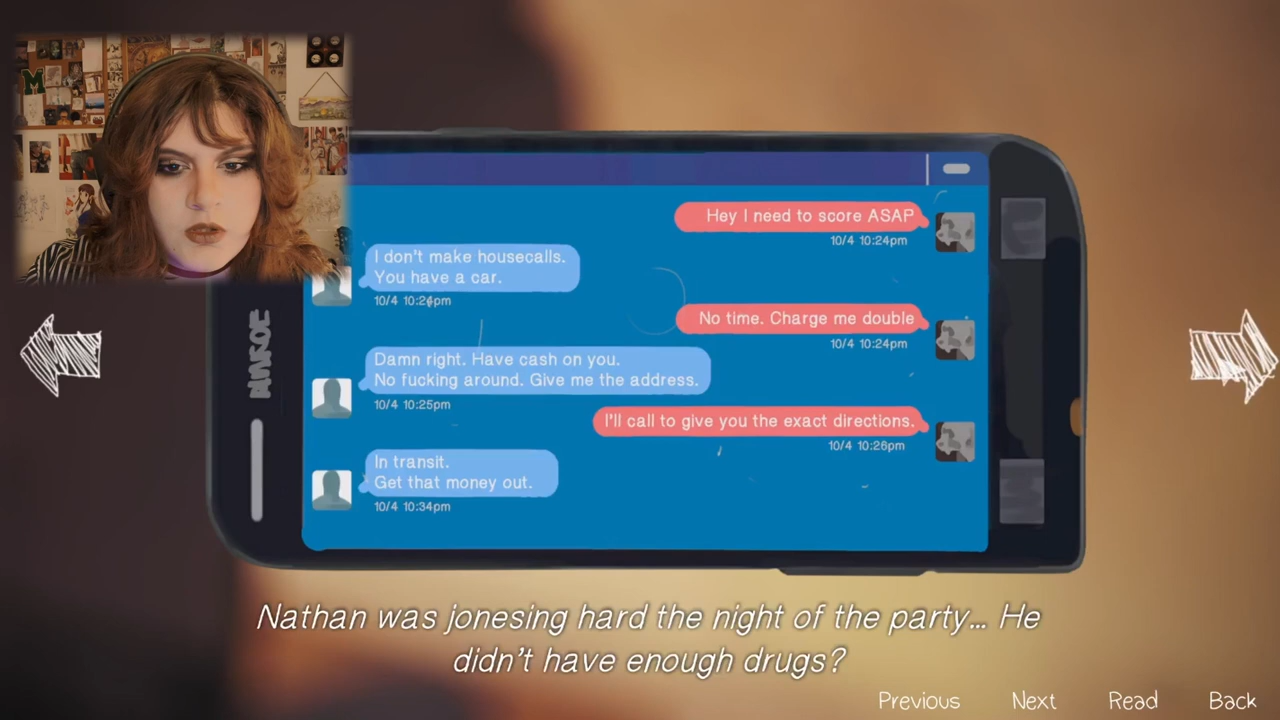 M
Hey I need to score ASAP
10/4 10:24pm
I don't make housecalls.
You have a car.
10/4 10:24pm
No time. Charge me double
10/4 10:24pm
Damn right. Have cash on you.
No fucking around. Give me the address.
10/4 10:25pm
I'll call to give you the exact directions.
10/4 10:26pm
In transit.
Get that money out.
10/4 10:34pm
Nathan was jonesing hard the night of the party... He
didn't have enough drugs?
Previous Next Read Back